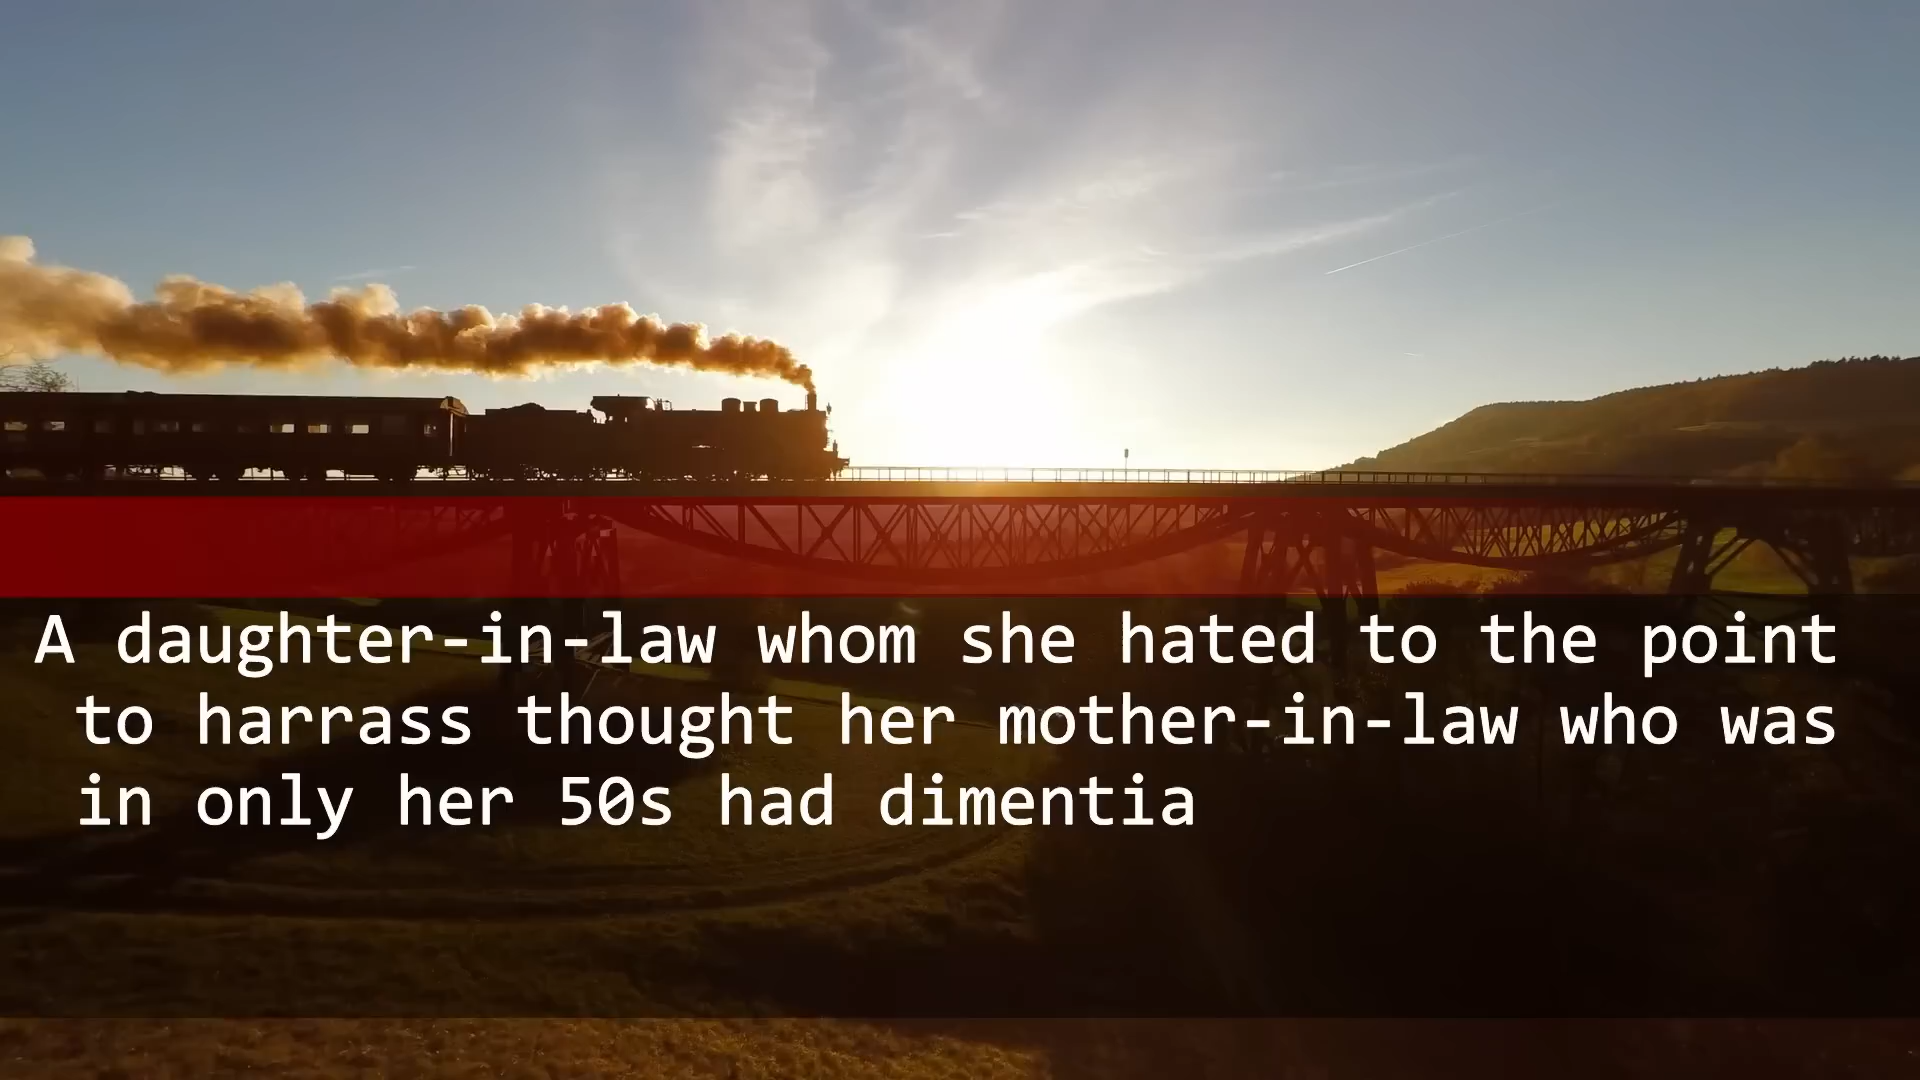 A daughter-in-law whom she hated to the point
to harrass thought her mother-in-law who was
in only her 50s had dimentia